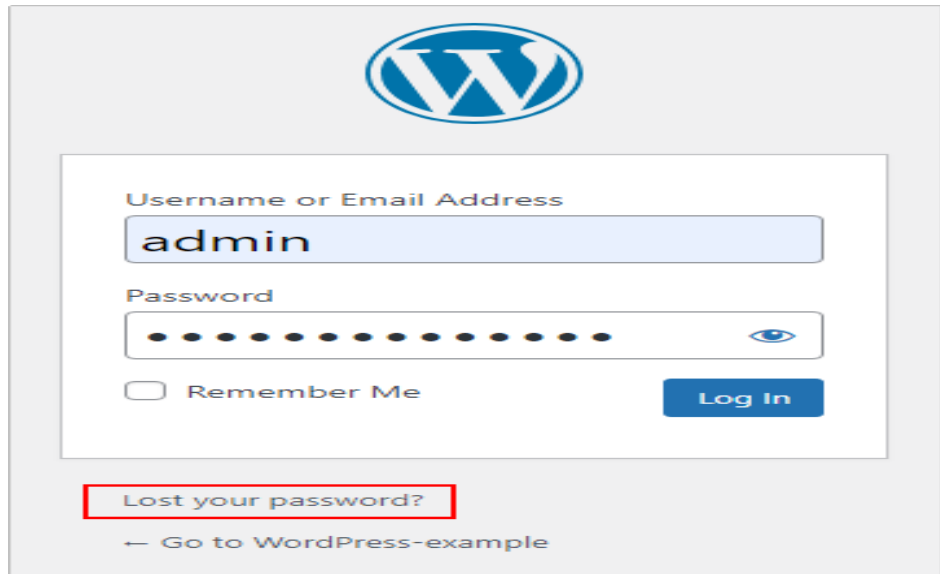 Username or Email Address
admin
Password
••••••••••••••
Remember Me
Log In
Lost your password?
← Go to WordPress-example